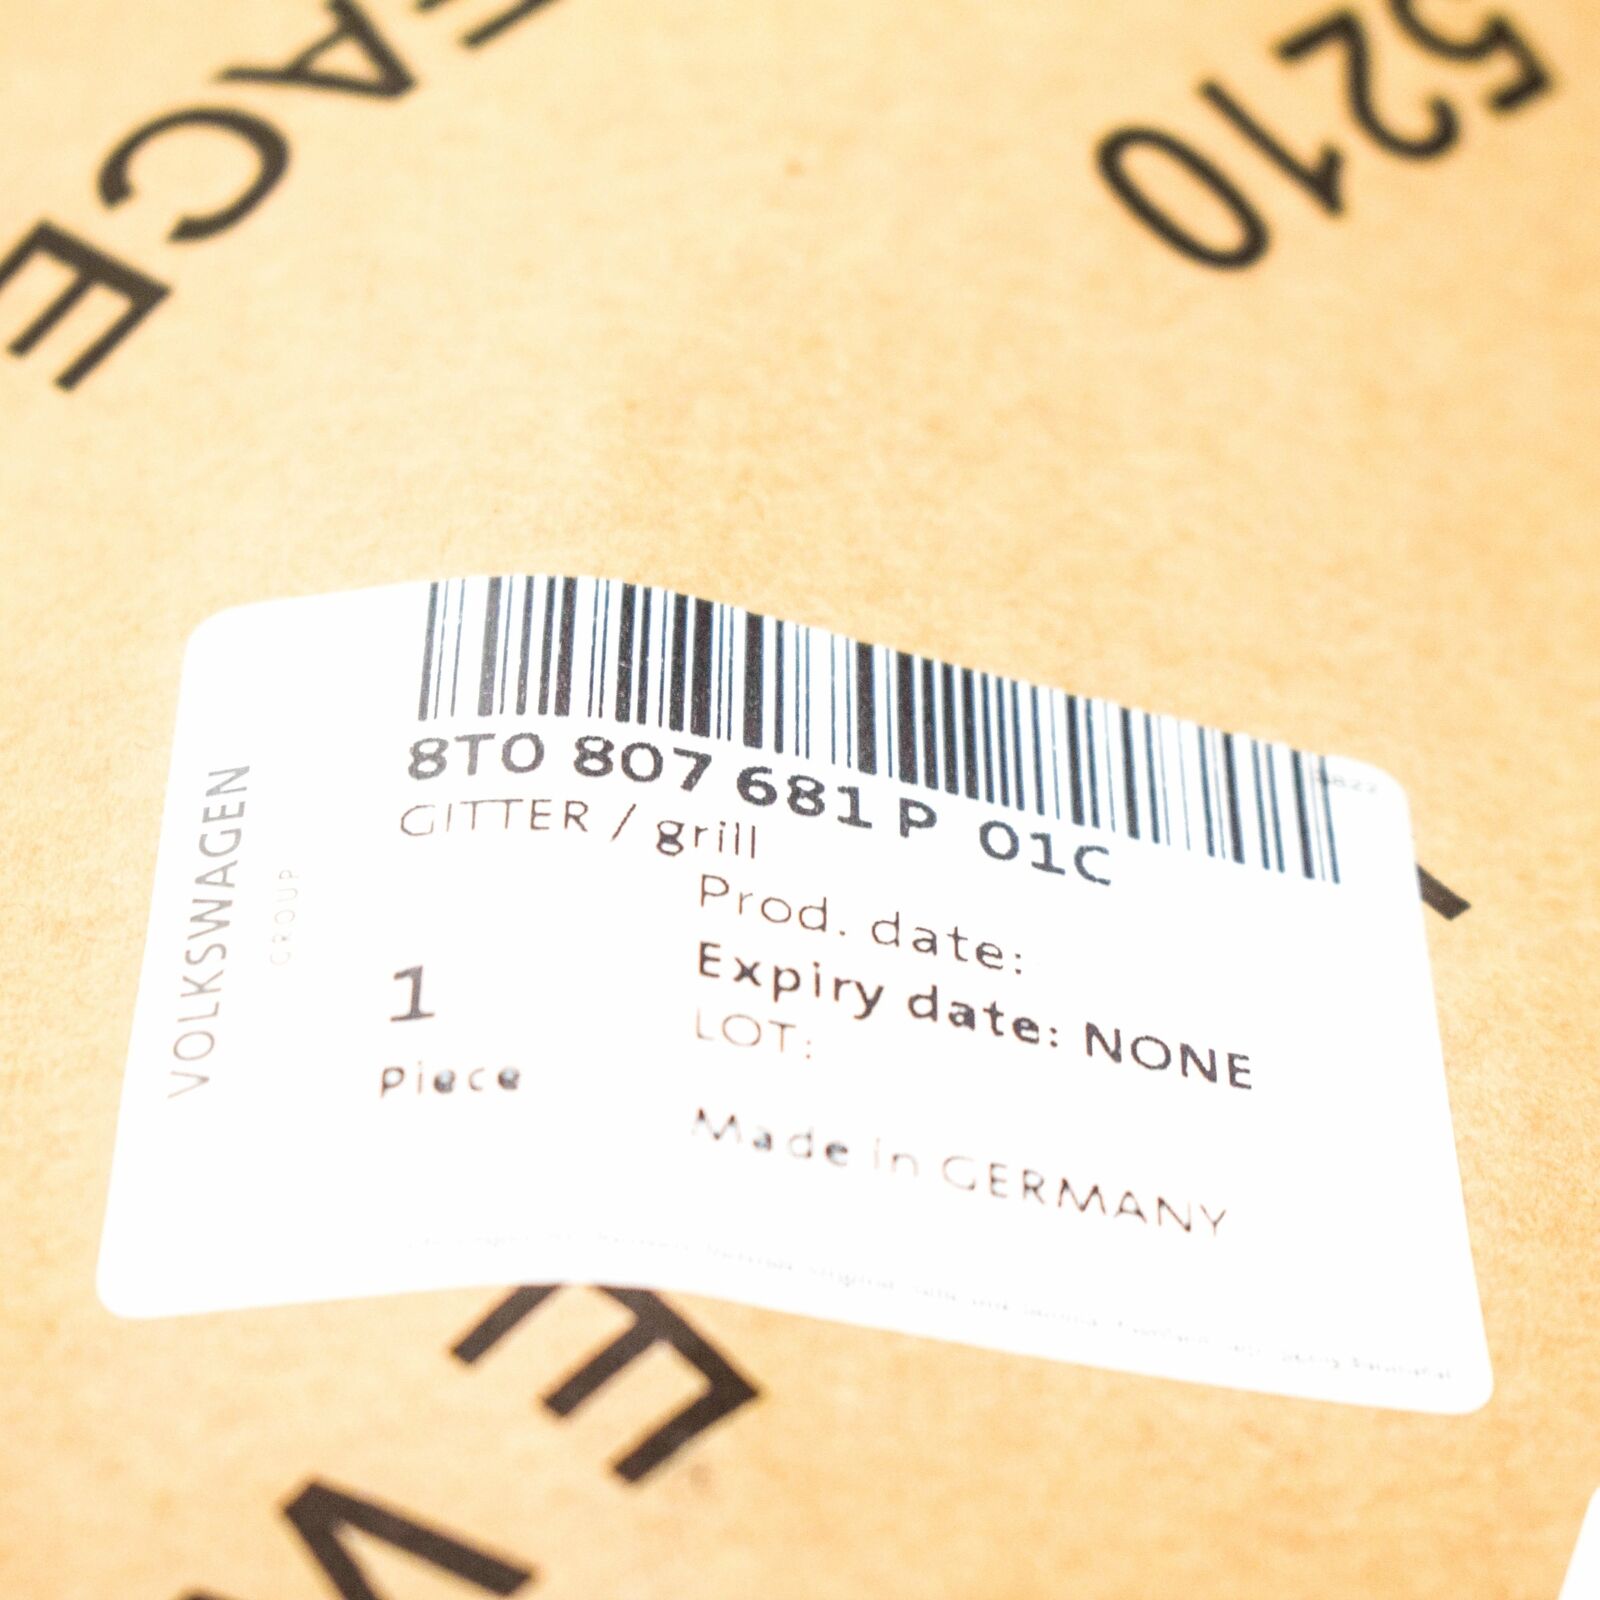 ACE
5210
8T0 807 681 P 01C
GITTER / grill
Prod. date:
Expiry date: NONE
LOT:
1
Piece
Made in GERMANY
VOLKSWAGEN
GROUP